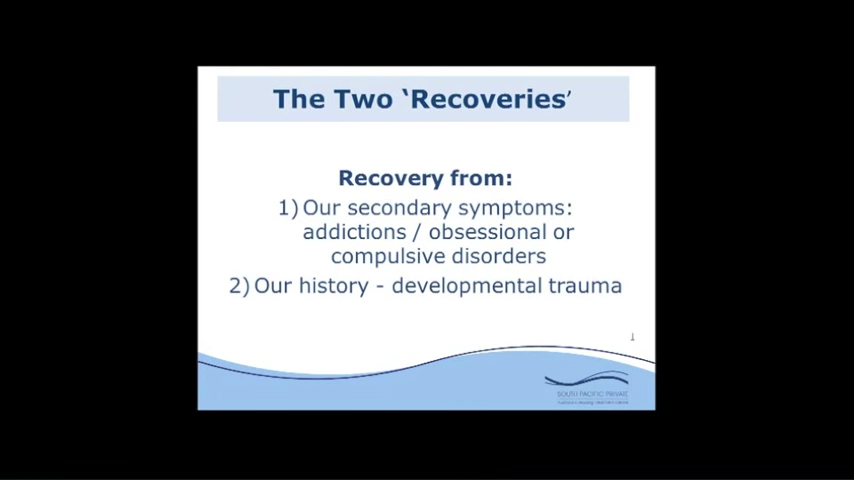 The Two ‘Recoveries’
Recovery from:
1) Our secondary symptoms:
addictions / obsessional or
compulsive disorders
2) Our history - developmental trauma
1
SOUTH PACIFIC PRIVATE